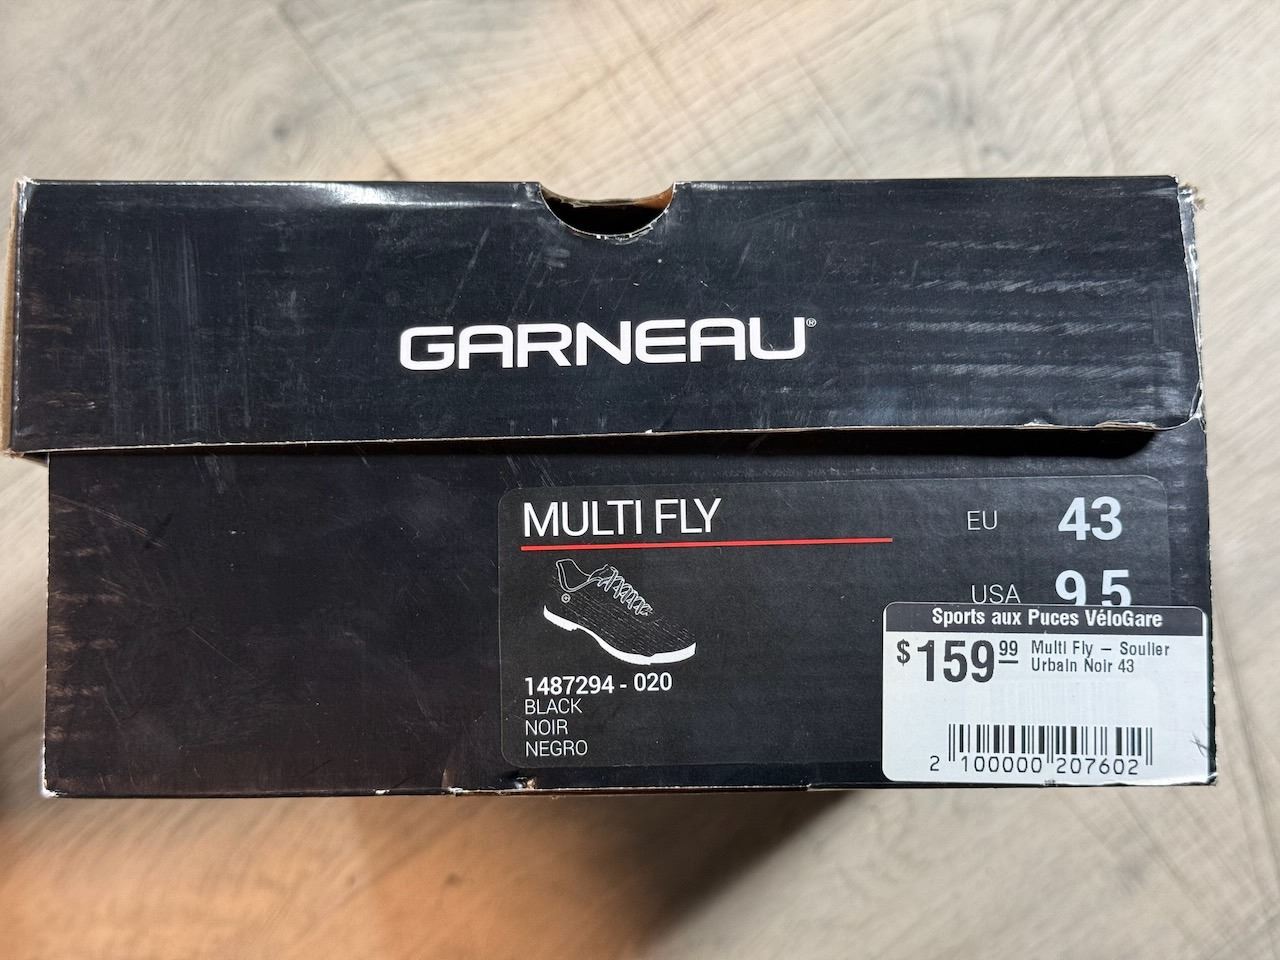 GARNEAU®
MULTI FLY
EU 43
USA 9.5
1487294 - 020
BLACK
NOIR
NEGRO
Sports aux Puces VéloGare
$159.99 Multi Fly — Soulier
Urbain Noir 43
2 100000 207602